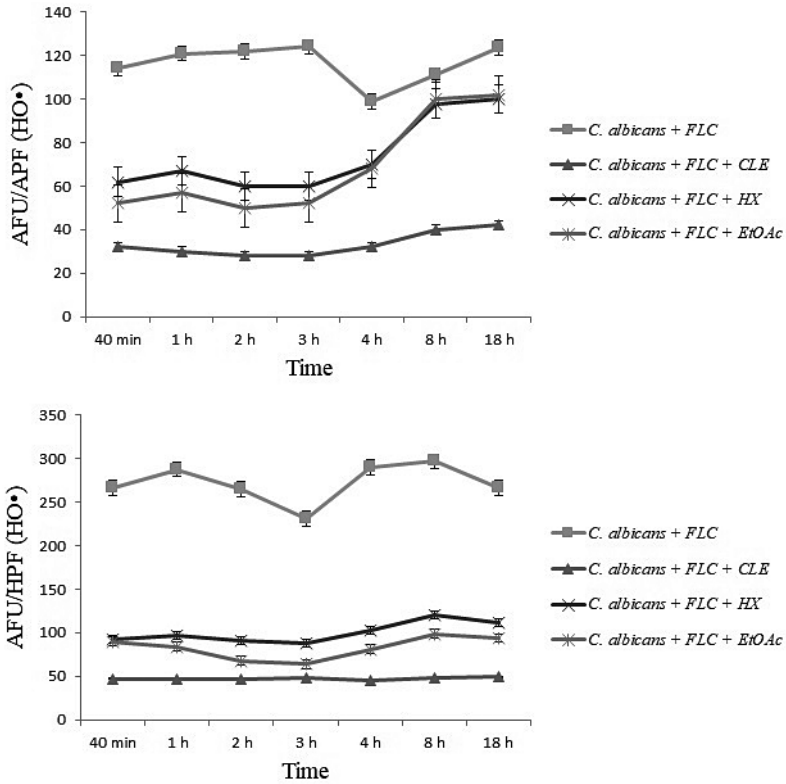 140
120
100
80
60
40
20
0
AFU/APF (HO•)
40 min 1 h 2 h 3 h 4 h 8 h 18 h
Time
C. albicans + FLC
C. albicans + FLC + CLE
C. albicans + FLC + HX
C. albicans + FLC + EtOAc
350
300
250
200
150
100
50
0
AFU/HPF (HO•)
40 min 1 h 2 h 3 h 4 h 8 h 18 h
Time
C. albicans + FLC
C. albicans + FLC + CLE
C. albicans + FLC + HX
C. albicans + FLC + EtOAc